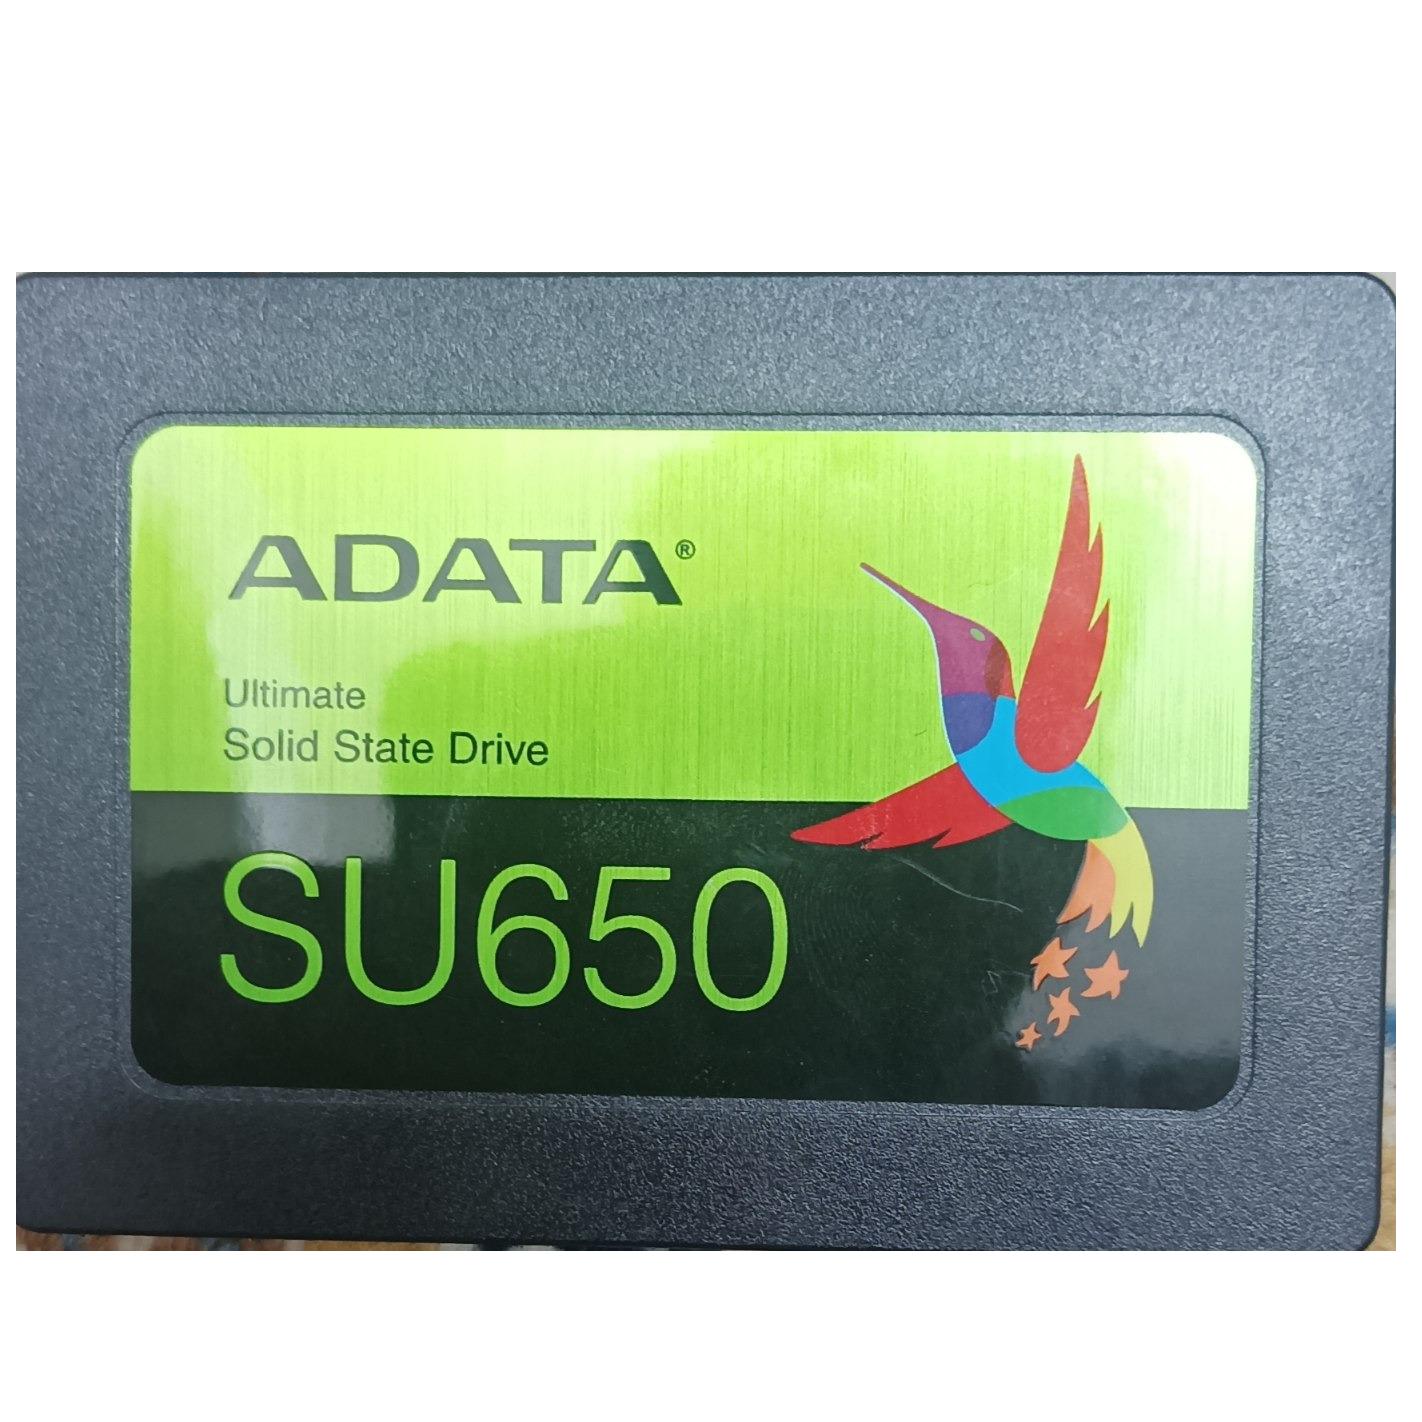 ADATA®
Ultimate
Solid State Drive
SU650